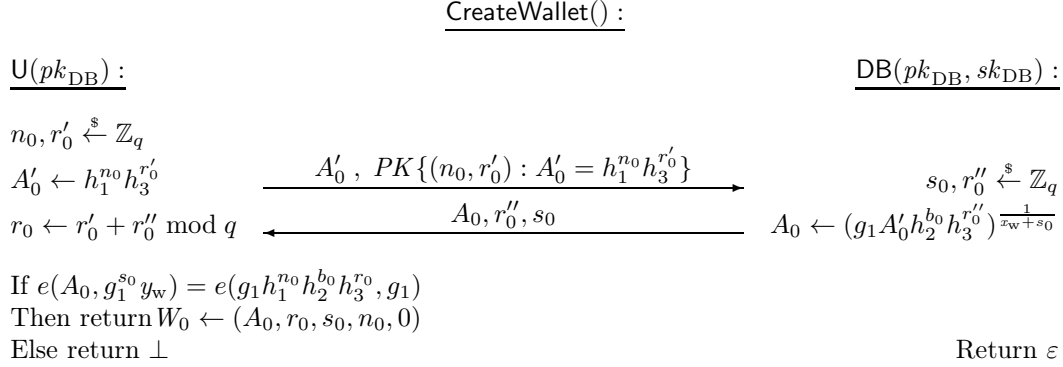 CreateWallet() :
U(pk_DB) :
DB(pk_DB, sk_DB) :
n_0, r'_0 $← ℤ_q
A'_0 ← h_1^{n_0} h_3^{r'_0}
A'_0 , PK{(n_0, r'_0) : A'_0 = h_1^{n_0} h_3^{r'_0}}
s_0, r''_0 $← ℤ_q
r_0 ← r'_0 + r''_0 mod q
A_0, r''_0, s_0
A_0 ← (g_1 A'_0 h_2^{b_0} h_3^{r''_0})^{\frac{1}{x_w+s_0}}
If e(A_0, g_1^{s_0} y_w) = e(g_1 h_1^{n_0} h_2^{b_0} h_3^{r_0}, g_1)
Then return W_0 ← (A_0, r_0, s_0, n_0, 0)
Else return ⊥
Return ε